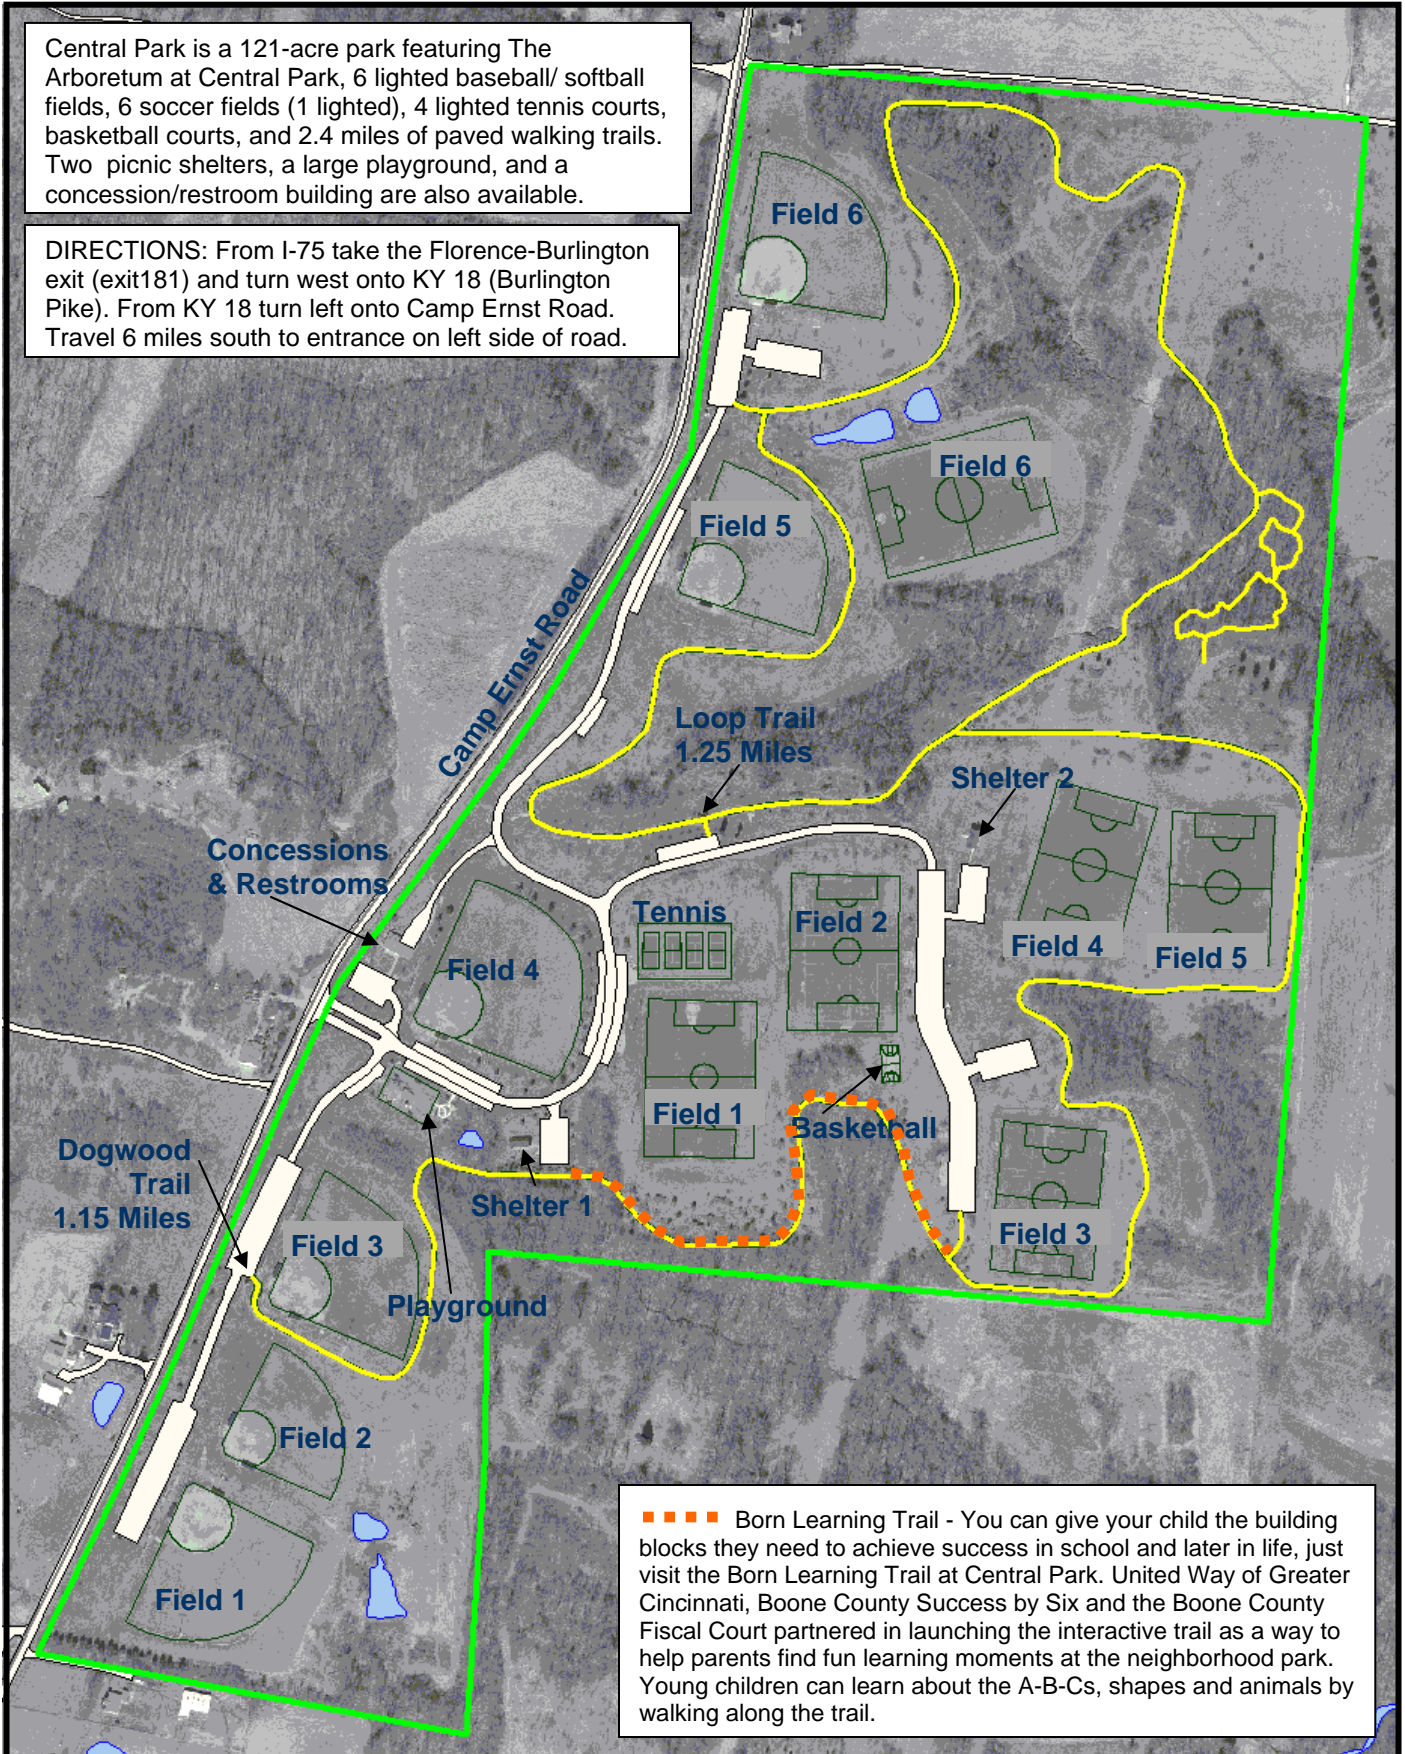 Central Park is a 121-acre park featuring The
Arboretum at Central Park, 6 lighted baseball/ softball
fields, 6 soccer fields (1 lighted), 4 lighted tennis courts,
basketball courts, and 2.4 miles of paved walking trails.
Two  picnic shelters, a large playground, and a
concession/restroom building are also available.
DIRECTIONS: From I-75 take the Florence-Burlington
exit (exit181) and turn west onto KY 18 (Burlington
Pike). From KY 18 turn left onto Camp Ernst Road.
Travel 6 miles south to entrance on left side of road.
Field 6
Field 6
Field 5
Camp Ernst Road
Loop Trail
1.25 Miles
Shelter 2
Concessions
& Restrooms
Tennis
Field 2
Field 4
Field 5
Field 4
Field 1
Basketball
Dogwood
Trail
1.15 Miles
Shelter 1
Field 3
Field 3
Playground
Field 2
Field 1
Born Learning Trail - You can give your child the building
blocks they need to achieve success in school and later in life, just
visit the Born Learning Trail at Central Park. United Way of Greater
Cincinnati, Boone County Success by Six and the Boone County
Fiscal Court partnered in launching the interactive trail as a way to
help parents find fun learning moments at the neighborhood park.
Young children can learn about the A-B-Cs, shapes and animals by
walking along the trail.